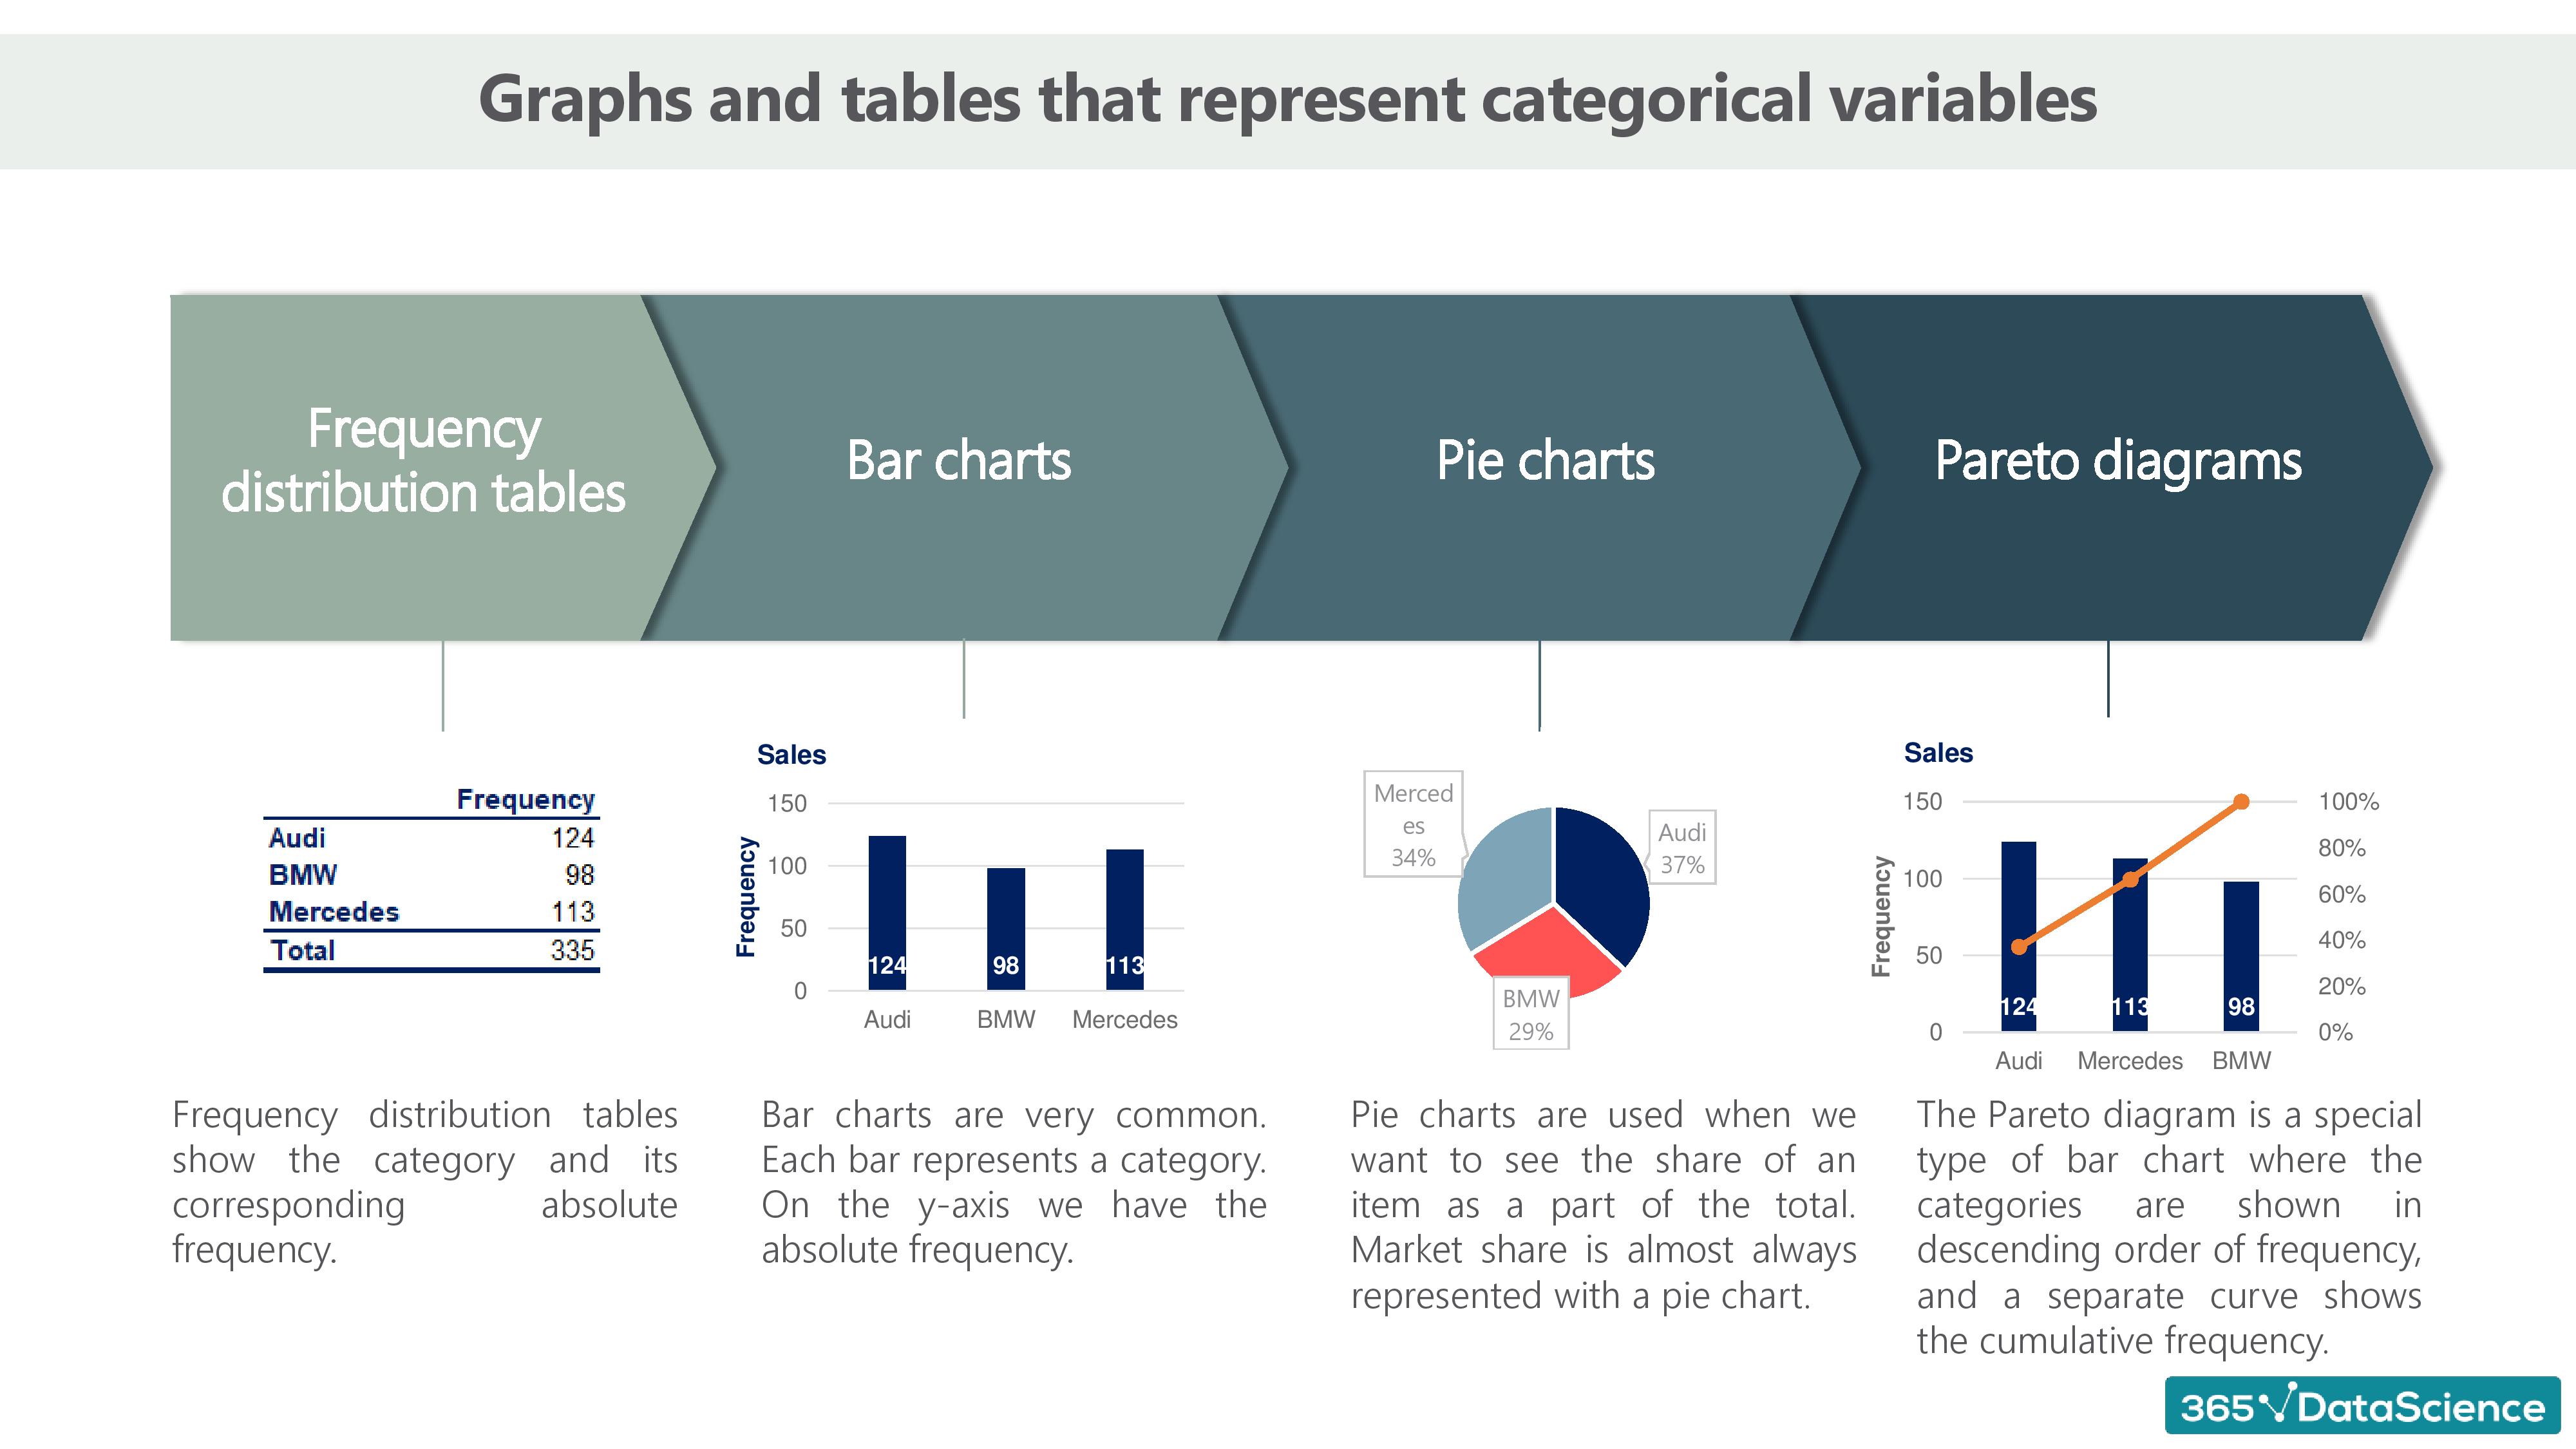 Graphs and tables that represent categorical variables
Frequency
distribution tables
Bar charts
Pie charts
Pareto diagrams
Frequency
Audi 124
BMW 98
Mercedes 113
Total 335
Sales
Frequency
150
100
50
0
124
98
113
Audi BMW Mercedes
Merced
es
34%
Audi
37%
BMW
29%
Sales
Frequency
150
100
50
0
124
113
98
100%
80%
60%
40%
20%
0%
Audi Mercedes BMW
Frequency distribution tables
show the category and its
corresponding absolute
frequency.
Bar charts are very common.
Each bar represents a category.
On the y-axis we have the
absolute frequency.
Pie charts are used when we
want to see the share of an
item as a part of the total.
Market share is almost always
represented with a pie chart.
The Pareto diagram is a special
type of bar chart where the
categories are shown in
descending order of frequency,
and a separate curve shows
the cumulative frequency.
365 DataScience